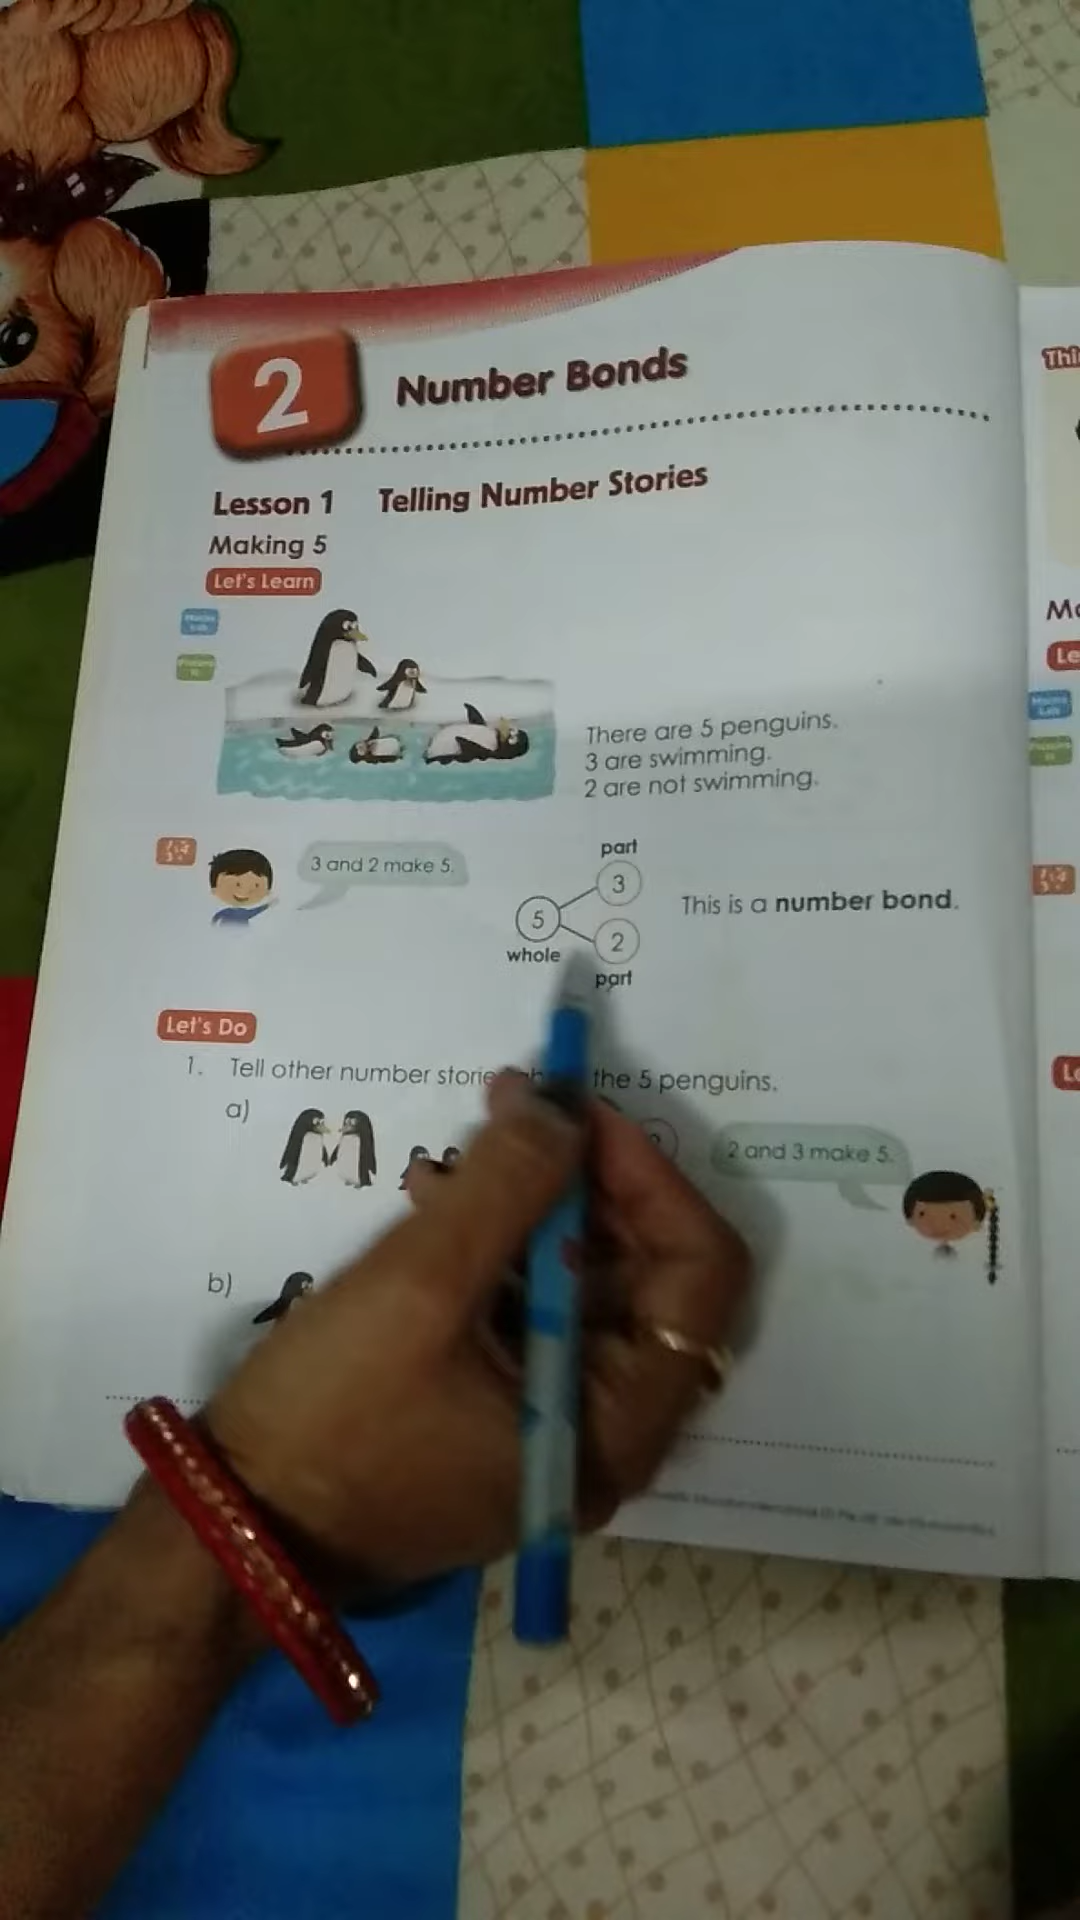 2
Number Bonds
Lesson 1 Telling Number Stories
Making 5
Let's Learn
There are 5 penguins.
3 are swimming.
2 are not swimming.
3 and 2 make 5.
part
3
5
2
whole
part
This is a number bond.
Let's Do
1. Tell other number the 5 penguins.
a)
2 and 3 make 5.
b)